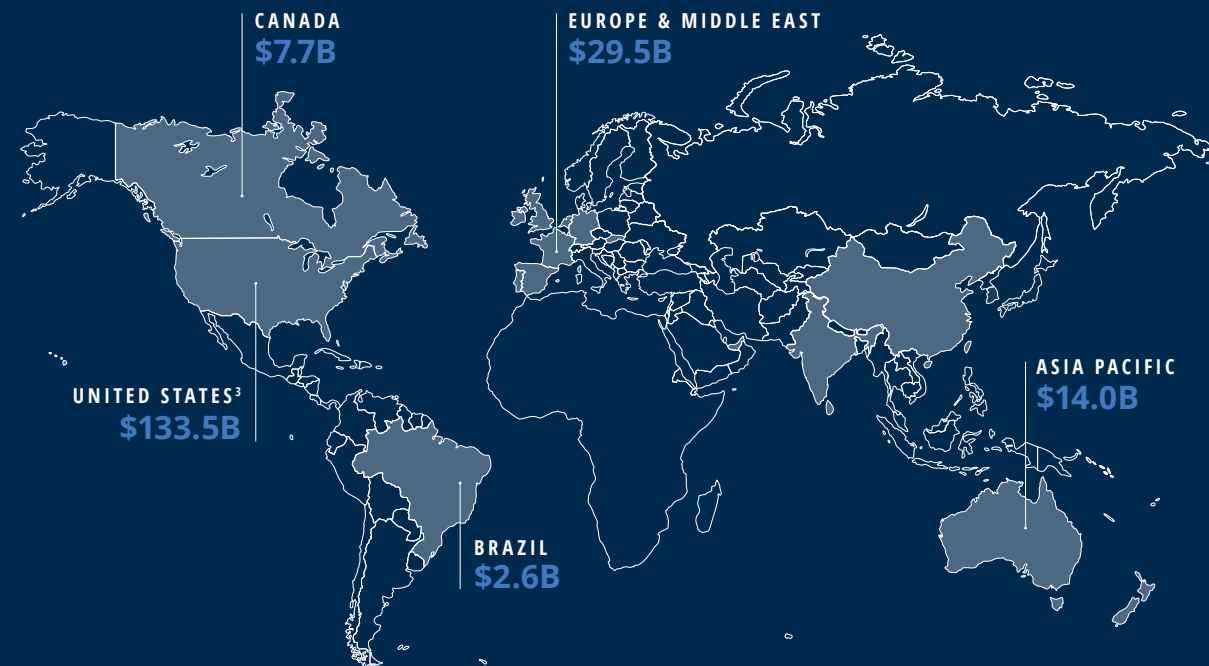 CANADA
$7.7B
EUROPE & MIDDLE EAST
$29.5B
UNITED STATES³
$133.5B
ASIA PACIFIC
$14.0B
BRAZIL
$2.6B